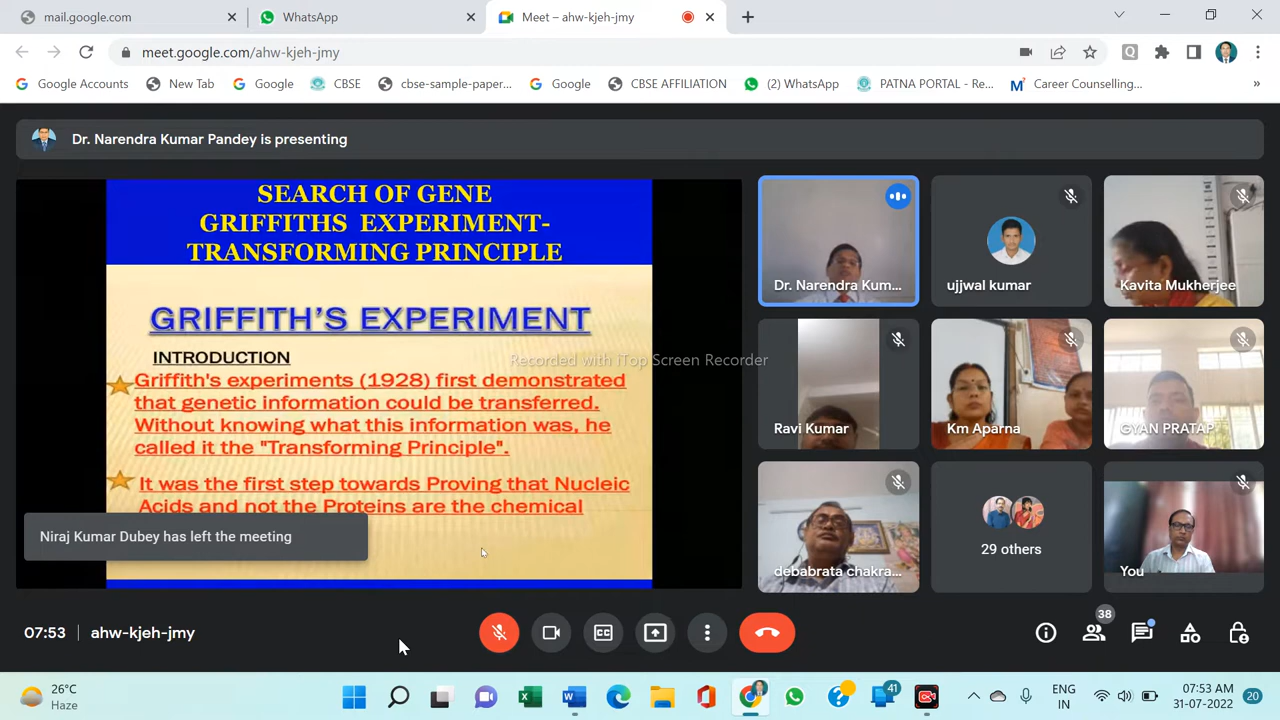 mail.google.com
WhatsApp
Meet – ahw-kjeh-jmy
meet.google.com/ahw-kjeh-jmy
Google Accounts
New Tab
Google
CBSE
cbse-sample-paper...
Google
CBSE AFFILIATION
(2) WhatsApp
PATNA PORTAL - Re...
Career Counselling...
Dr. Narendra Kumar Pandey is presenting
SEARCH OF GENE
GRIFFITHS EXPERIMENT-
TRANSFORMING PRINCIPLE
GRIFFITH'S EXPERIMENT
INTRODUCTION
Griffith's experiments (1928) first demonstrated
that genetic information could be transferred.
Without knowing what this information was, he
called it the "Transforming Principle".
It was the first step towards Proving that Nucleic
Acids and not the Proteins are the chemical
Niraj Kumar Dubey has left the meeting
Recorded with iTop Screen Recorder
Dr. Narendra Kum...
ujjwal kumar
Kavita Mukherjee
Ravi Kumar
Km Aparna
GYAN PRATAP
debabrata chakra...
29 others
You
07:53
ahw-kjeh-jmy
38
26°C
Haze
41
ENG
IN
07:53 AM
31-07-2022
20